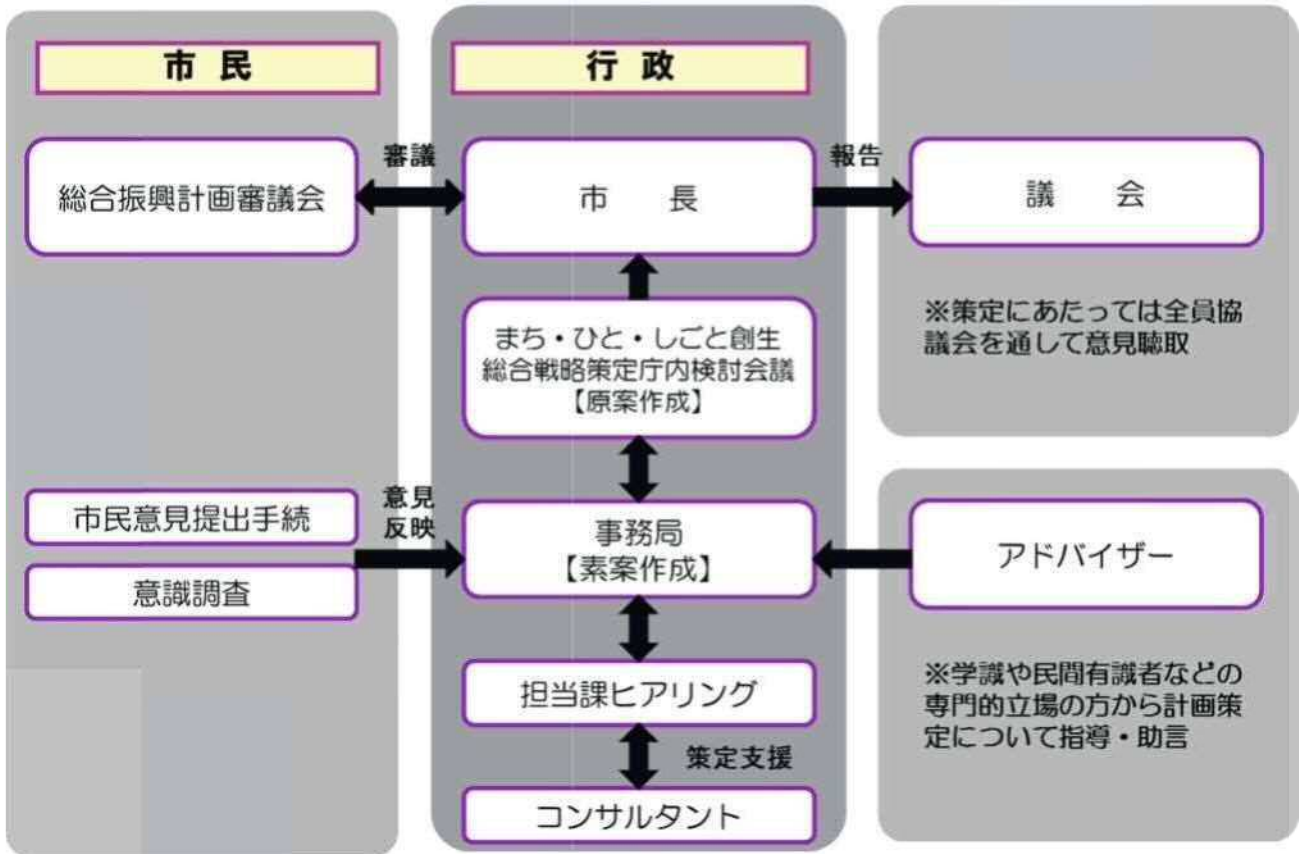 市 民
総合振興計画審議会
市民意見提出手続
意識調査
審議
意見
反映
行 政
市 長
まち・ひと・しごと創生
総合戦略策定庁内検討会議
【原案作成】
事務局
【素案作成】
担当課ヒアリング
策定支援
コンサルタント
報告
議 会
※策定にあたっては全員協
議会を通して意見聴取
アドバイザー
※学識や民間有識者などの
専門的立場の方から計画策
定について指導・助言